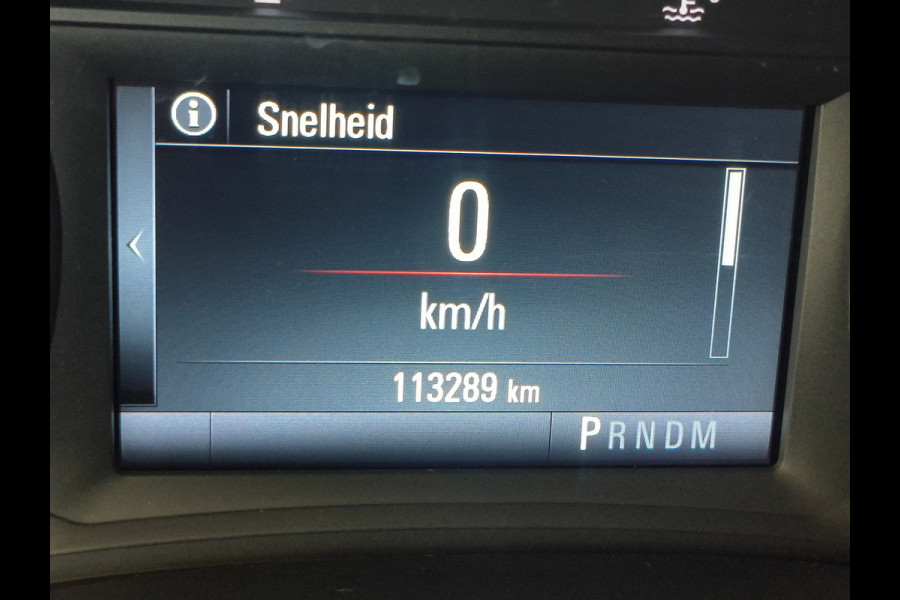 i Snelheid
0
km/h
113289 km
PRNDM